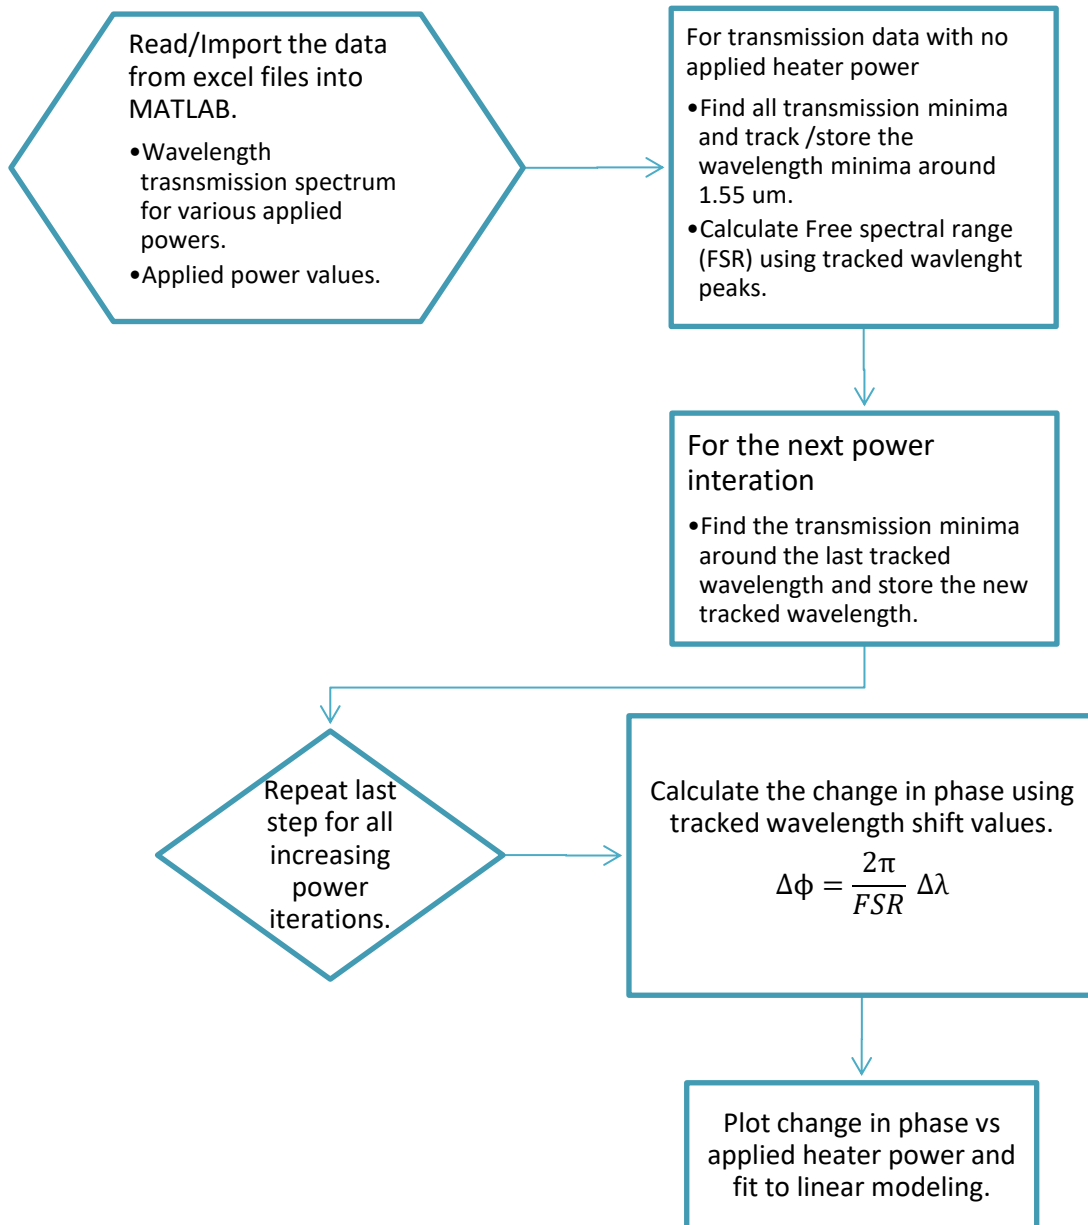 Read/Import the data
from excel files into
MATLAB.
•Wavelength
trasnsmission spectrum
for various applied
powers.
•Applied power values.
For transmission data with no
applied heater power
•Find all transmission minima
and track /store the
wavelength minima around
1.55 um.
•Calculate Free spectral range
(FSR) using tracked wavlenght
peaks.
For the next power
interation
•Find the transmission minima
around the last tracked
wavelength and store the new
tracked wavelength.
Repeat last
step for all
increasing
power
iterations.
Calculate the change in phase using
tracked wavelength shift values.
Δϕ = 2π/FSR Δλ
Plot change in phase vs
applied heater power and
fit to linear modeling.